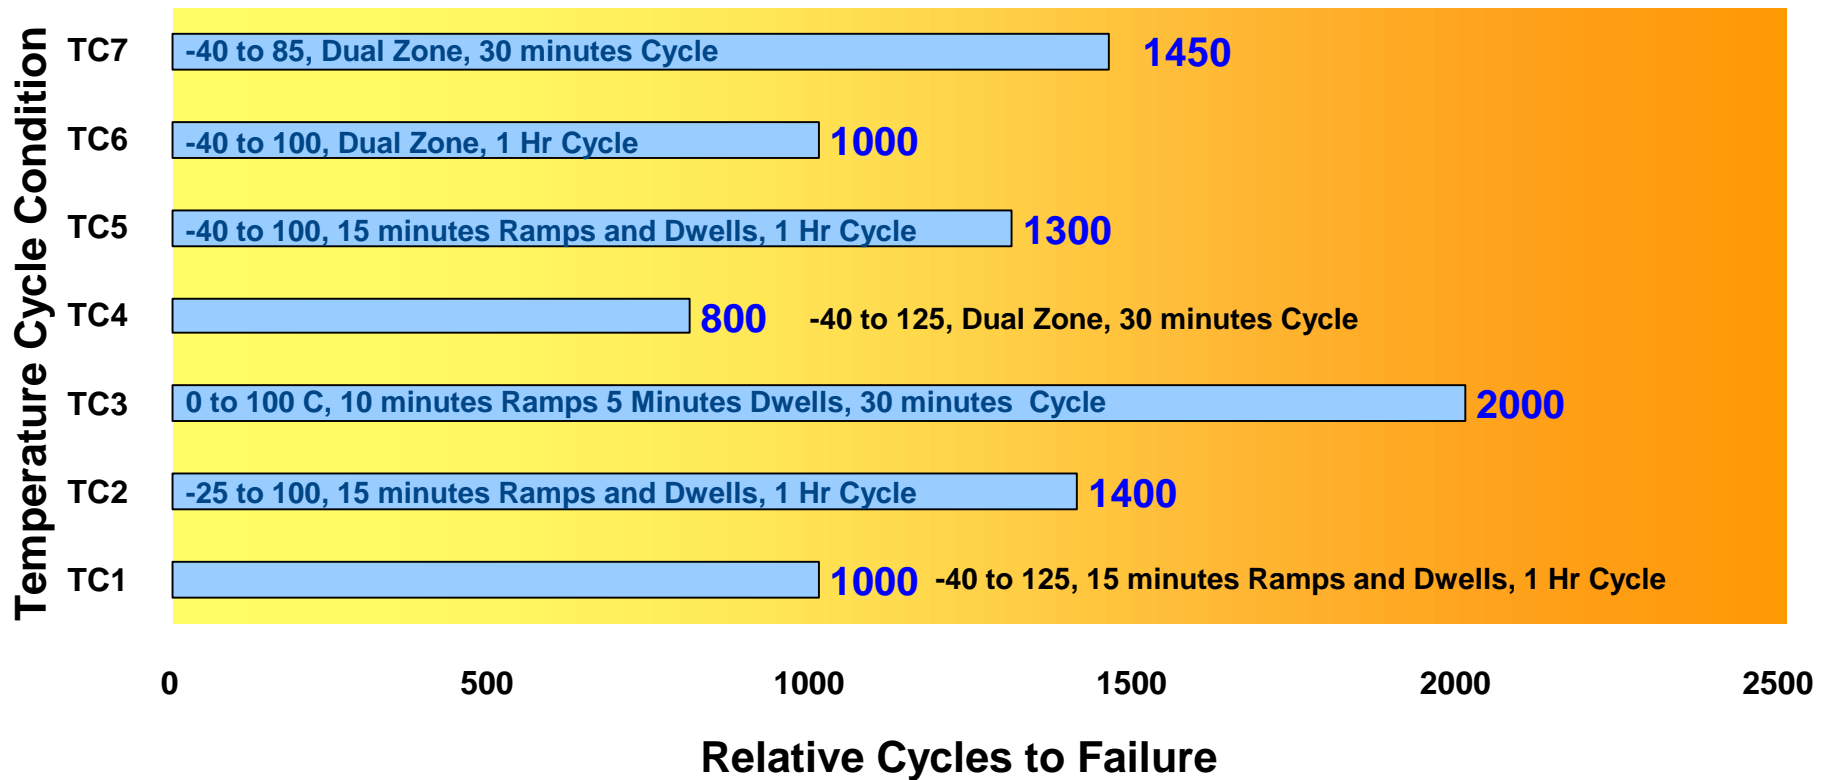 Temperature Cycle Condition
TC7
-40 to 85, Dual Zone, 30 minutes Cycle
1450
TC6
-40 to 100, Dual Zone, 1 Hr Cycle
1000
TC5
-40 to 100, 15 minutes Ramps and Dwells, 1 Hr Cycle
1300
TC4
800
-40 to 125, Dual Zone, 30 minutes Cycle
TC3
0 to 100 C, 10 minutes Ramps 5 Minutes Dwells, 30 minutes Cycle
2000
TC2
-25 to 100, 15 minutes Ramps and Dwells, 1 Hr Cycle
1400
TC1
1000
-40 to 125, 15 minutes Ramps and Dwells, 1 Hr Cycle
0 500 1000 1500 2000 2500
Relative Cycles to Failure